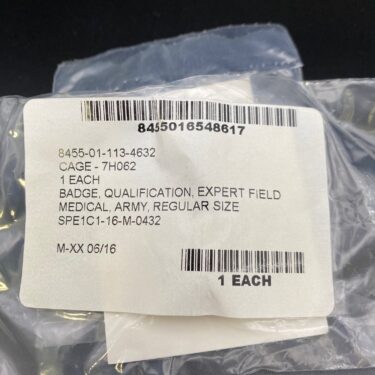 8455016548617
8455-01-113-4632
CAGE - 7H062
1 EACH
BADGE, QUALIFICATION, EXPERT FIELD
MEDICAL, ARMY, REGULAR SIZE
SPE1C1-16-M-0432
M-XX 06/16
1 EACH